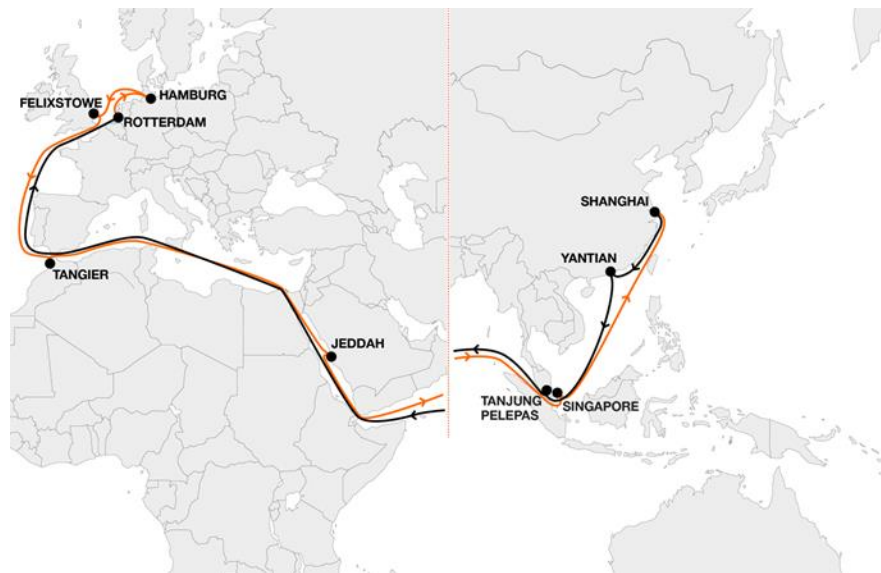 HAMBURG
FELIXSTOWE
ROTTERDAM
TANGIER
JEDDAH
SHANGHAI
YANTIAN
TANJUNG
PELEPAS
SINGAPORE